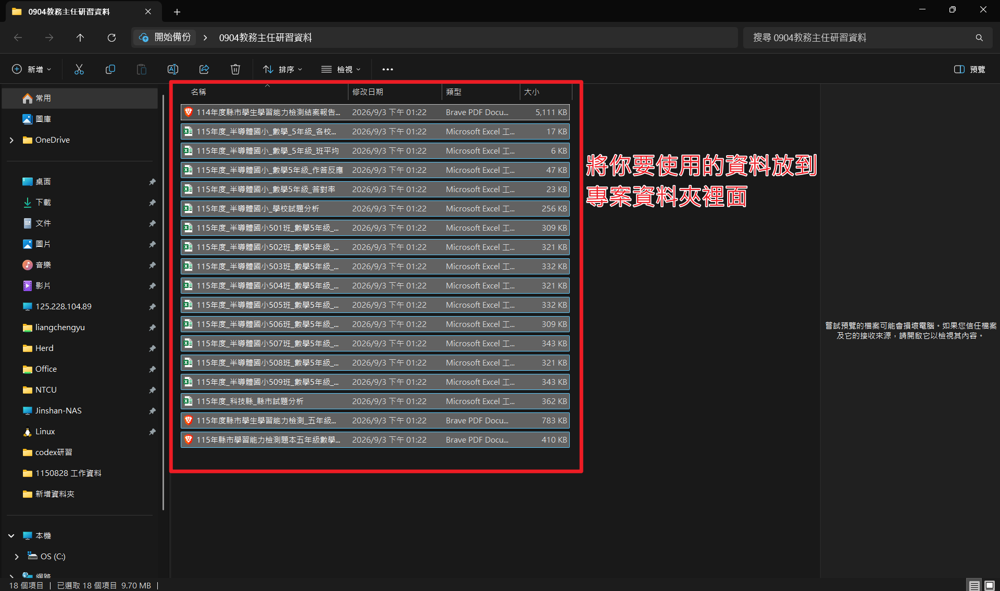 0904教務主任研習資料
開始備份 > 0904教務主任研習資料
搜尋 0904教務主任研習資料
新增
排序
檢視
預覽
常用
圖庫
OneDrive
桌面
下載
文件
圖片
音樂
影片
125.228.104.89
liangchengyu
Herd
Office
NTCU
Jinshan-NAS
Linux
codex研習
1150828 工作資料
新增資料夾
本機
OS (C:)
網路
名稱 修改日期 類型 大小
114年度縣市學生學習能力檢測結案報告... 2026/9/3 下午 01:22 Brave PDF Docu... 5,111 KB
115年度_半導體國小_數學_5年級_各校... 2026/9/3 下午 01:22 Microsoft Excel 工... 17 KB
115年度_半導體國小_數學_5年級_班平均 2026/9/3 下午 01:22 Microsoft Excel 工... 6 KB
115年度_半導體國小_數學5年級_作答反應 2026/9/3 下午 01:22 Microsoft Excel 工... 47 KB
115年度_半導體國小_數學5年級_答對率 2026/9/3 下午 01:22 Microsoft Excel 工... 23 KB
115年度_半導體國小_學校試題分析 2026/9/3 下午 01:22 Microsoft Excel 工... 256 KB
115年度_半導體國小501班_數學5年級_... 2026/9/3 下午 01:22 Microsoft Excel 工... 309 KB
115年度_半導體國小502班_數學5年級_... 2026/9/3 下午 01:22 Microsoft Excel 工... 321 KB
115年度_半導體國小503班_數學5年級_... 2026/9/3 下午 01:22 Microsoft Excel 工... 332 KB
115年度_半導體國小504班_數學5年級_... 2026/9/3 下午 01:22 Microsoft Excel 工... 321 KB
115年度_半導體國小505班_數學5年級_... 2026/9/3 下午 01:22 Microsoft Excel 工... 332 KB
115年度_半導體國小506班_數學5年級_... 2026/9/3 下午 01:22 Microsoft Excel 工... 309 KB
115年度_半導體國小507班_數學5年級_... 2026/9/3 下午 01:22 Microsoft Excel 工... 343 KB
115年度_半導體國小508班_數學5年級_... 2026/9/3 下午 01:22 Microsoft Excel 工... 321 KB
115年度_半導體國小509班_數學5年級_... 2026/9/3 下午 01:22 Microsoft Excel 工... 343 KB
115年度_科技縣_縣市試題分析 2026/9/3 下午 01:22 Microsoft Excel 工... 362 KB
115年度縣市學生學習能力檢測_五年級... 2026/9/3 下午 01:22 Brave PDF Docu... 783 KB
115年縣市學習能力檢測題本五年級數學... 2026/9/3 下午 01:22 Brave PDF Docu... 410 KB
將你要使用的資料放到
專案資料夾裡面
嘗試預覽的檔案可能會損壞電腦。如果您信任檔案
及它的接收來源，請開啟它以檢視其內容。
18 個項目 | 已選取 18 個項目 9.70 MB |